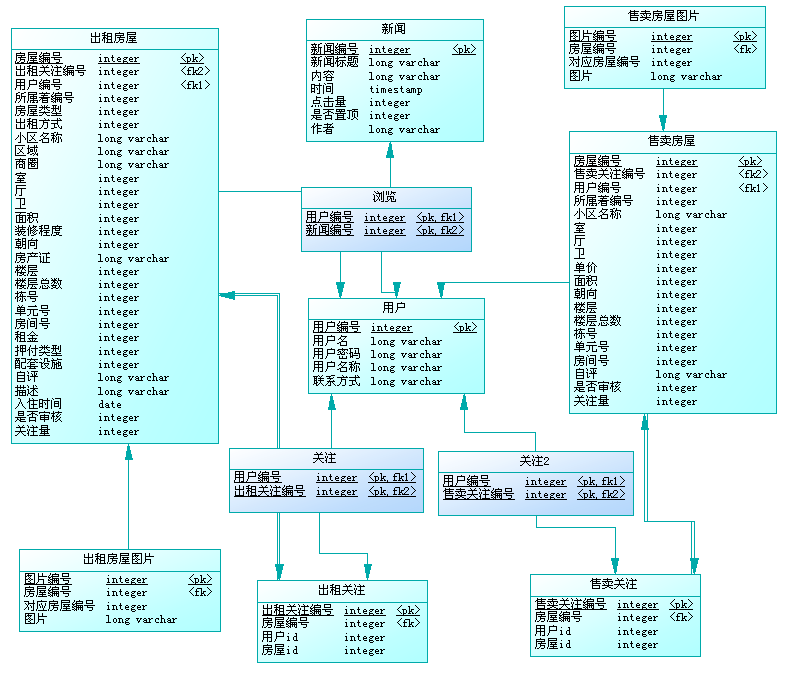 出租房屋
房屋编号 integer <pk>
出租关注编号 integer <fk2>
用户编号 integer <fk1>
所属着编号 integer
房屋类型 integer
出租方式 integer
小区名称 long varchar
区域 long varchar
商圈 long varchar
室 integer
厅 integer
卫 integer
面积 integer
装修程度 integer
朝向 integer
房产证 long varchar
楼层 integer
楼层总数 integer
栋号 integer
单元号 integer
房间号 integer
租金 integer
押付类型 integer
配套设施 integer
自评 long varchar
描述 long varchar
入住时间 date
是否审核 integer
关注量 integer
新闻
新闻编号 integer <pk>
新闻标题 long varchar
内容 long varchar
时间 timestamp
点击量 integer
是否置顶 integer
作者 long varchar
售卖房屋图片
图片编号 integer <pk>
房屋编号 integer <fk>
对应房屋编号 integer
图片 long varchar
售卖房屋
房屋编号 integer <pk>
售卖关注编号 integer <fk2>
用户编号 integer <fk1>
所属着编号 integer
小区名称 long varchar
室 integer
厅 integer
卫 integer
单价 integer
面积 integer
朝向 integer
楼层 integer
楼层总数 integer
栋号 integer
单元号 integer
房间号 integer
自评 long varchar
是否审核 integer
关注量 integer
浏览
用户编号 integer <pk,fk1>
新闻编号 integer <pk,fk2>
用户
用户编号 integer <pk>
用户名 long varchar
用户密码 long varchar
用户名称 long varchar
联系方式 long varchar
关注
用户编号 integer <pk,fk1>
出租关注编号 integer <pk,fk2>
关注2
用户编号 integer <pk,fk1>
售卖关注编号 integer <pk,fk2>
出租房屋图片
图片编号 integer <pk>
房屋编号 integer <fk>
对应房屋编号 integer
图片 long varchar
出租关注
出租关注编号 integer <pk>
房屋编号 integer <fk>
用户id integer
房屋id integer
售卖关注
售卖关注编号 integer <pk>
房屋编号 integer <fk>
用户id integer
房屋id integer